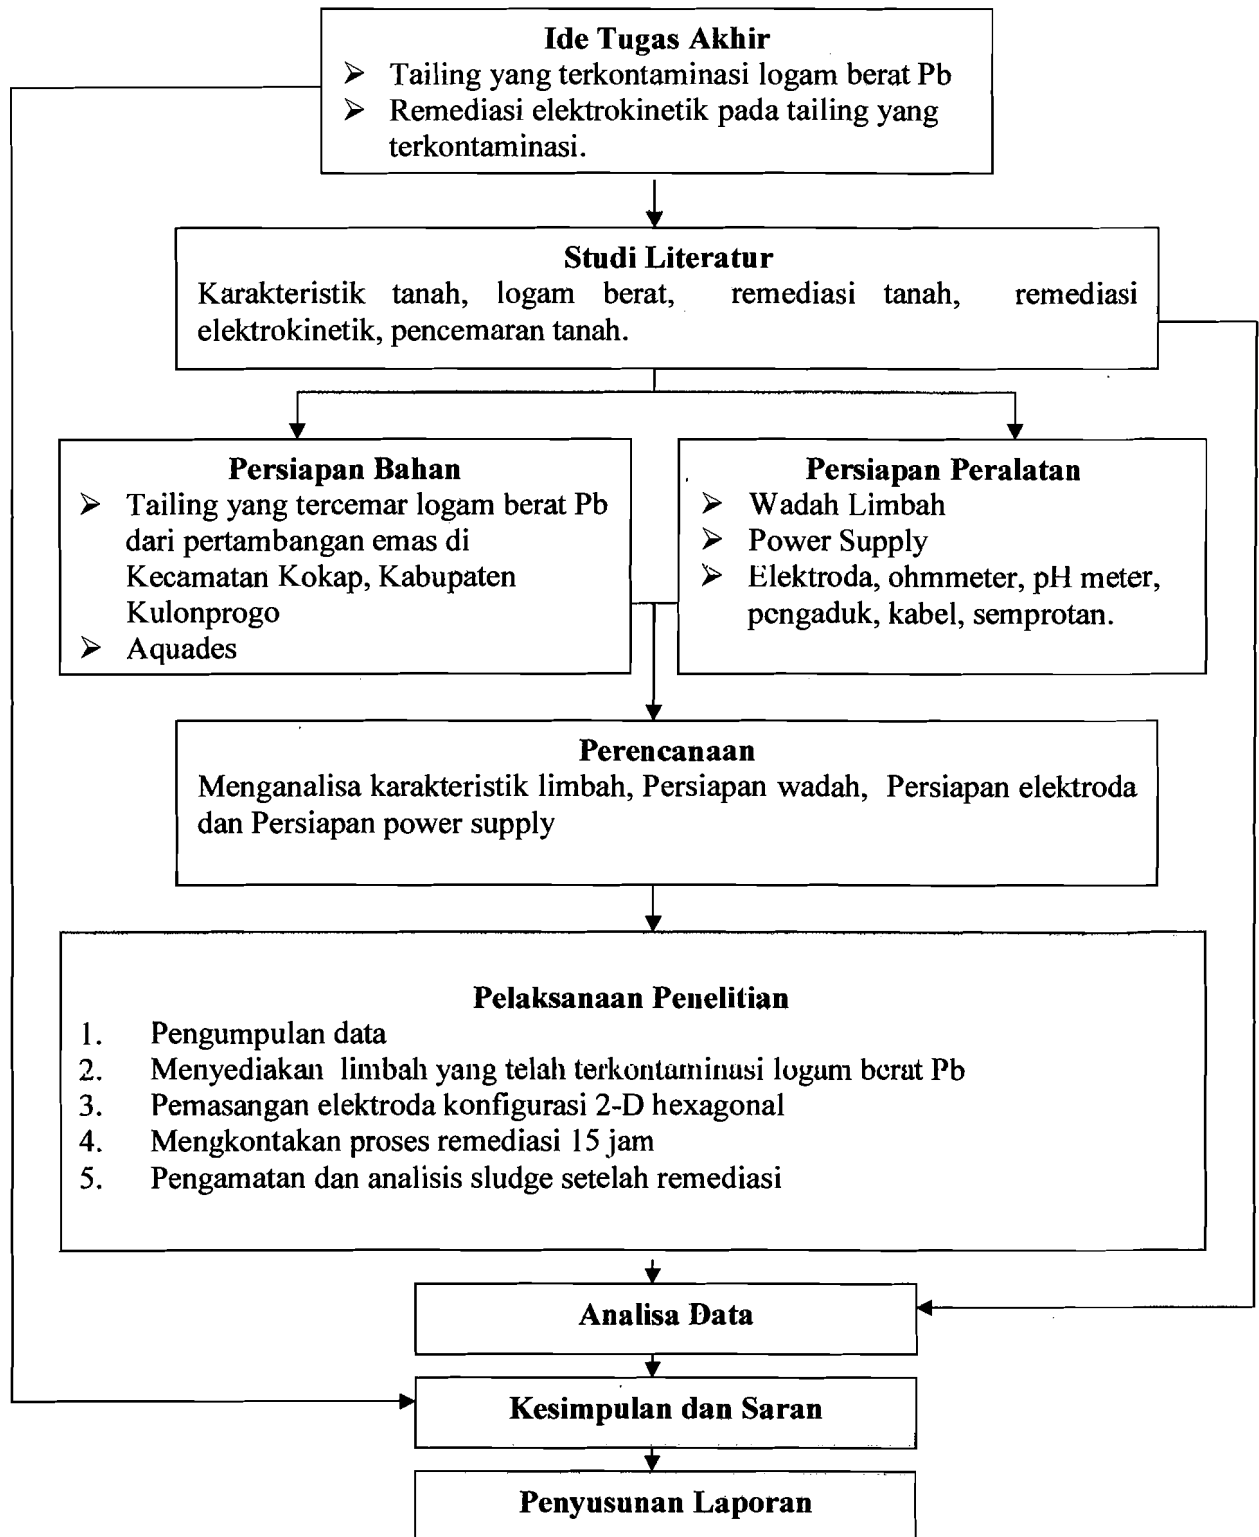 Ide Tugas Akhir
➢ Tailing yang terkontaminasi logam berat Pb
➢ Remediasi elektrokinetik pada tailing yang
terkontaminasi.
Studi Literatur
Karakteristik tanah, logam berat, remediasi tanah, remediasi
elektrokinetik, pencemaran tanah.
Persiapan Bahan
➢ Tailing yang tercemar logam berat Pb
dari pertambangan emas di
Kecamatan Kokap, Kabupaten
Kulonprogo
➢ Aquades
Persiapan Peralatan
➢ Wadah Limbah
➢ Power Supply
➢ Elektroda, ohmmeter, pH meter,
pengaduk, kabel, semprotan.
Perencanaan
Menganalisa karakteristik limbah, Persiapan wadah, Persiapan elektroda
dan Persiapan power supply
Pelaksanaan Penelitian
1. Pengumpulan data
2. Menyediakan limbah yang telah terkontaminasi logam berat Pb
3. Pemasangan elektroda konfigurasi 2-D hexagonal
4. Mengkontakan proses remediasi 15 jam
5. Pengamatan dan analisis sludge setelah remediasi
Analisa Data
Kesimpulan dan Saran
Penyusunan Laporan